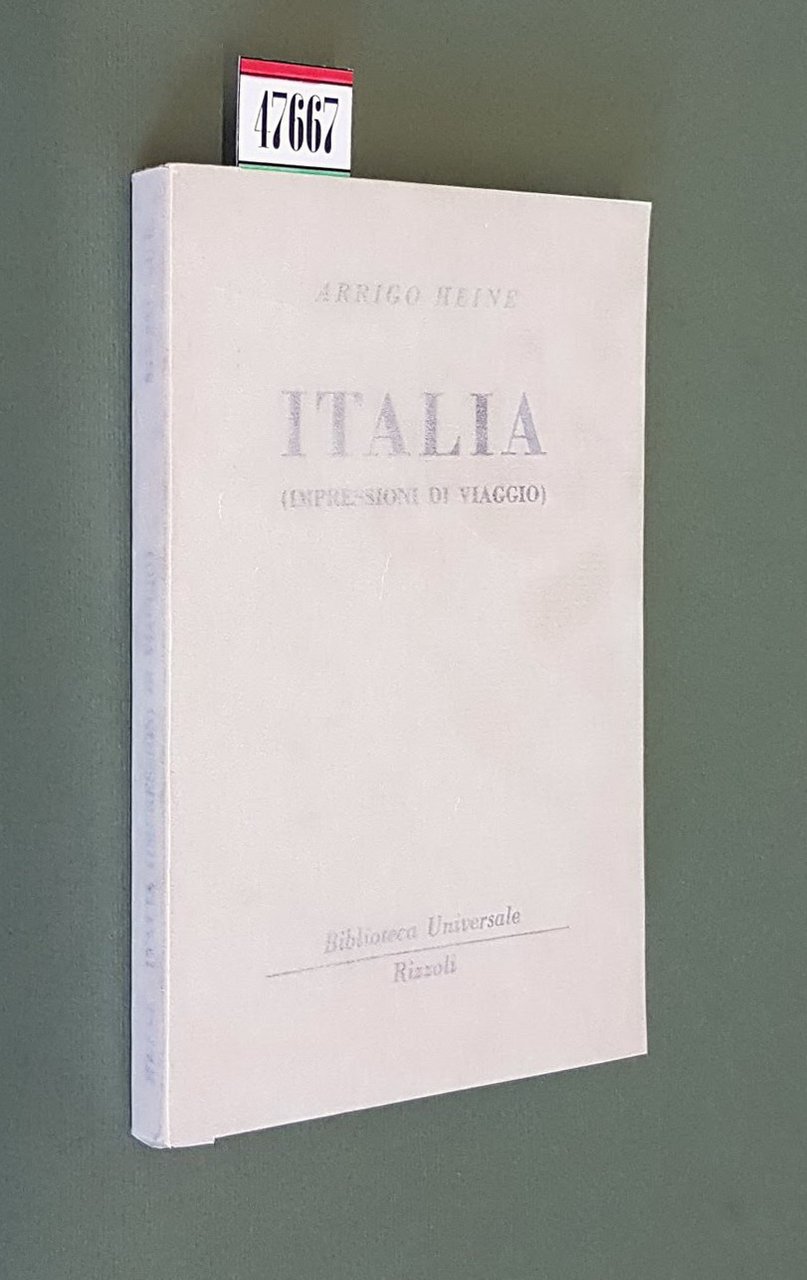 47667
ARRIGO HEINE
ITALIA
(IMPRESSIONI DI VIAGGIO)
Biblioteca Universale
Rizzoli